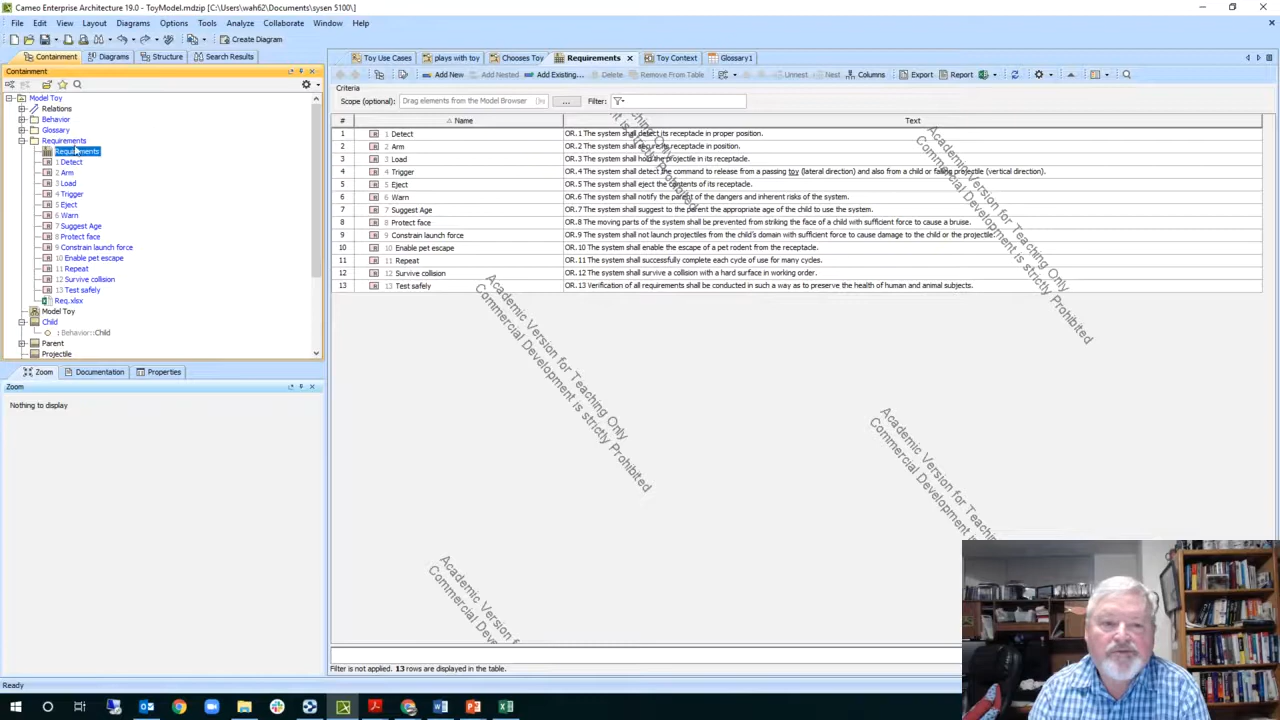 Cameo Enterprise Architecture 19.0 - ToyModel.mdzip [C:\Users\wah62\Documents\sysen 5100\]
File Edit View Layout Diagrams Options Tools Analyze Collaborate Window Help
Create Diagram
Containment Diagrams Structure Search Results
Toy Use Cases plays with toy Chooses Toy Requirements Toy Context Glossary1
Containment
Add New Add Nested Add Existing... Delete Remove From Table Unnest Nest Columns Export Report
Criteria
Scope (optional): Drag elements from the Model Browser ... Filter:
# Name Text
1 1 Detect OR.1 The system shall detect its receptacle in proper position.
2 2 Arm OR.2 The system shall receptacle in position.
3 3 Load OR.3 The system shall hold the projectile in its receptacle.
4 4 Trigger OR.4 The system shall detect the command to release from a passing toy (lateral direction) and also from a child or falling projectile (vertical direction).
5 5 Eject OR.5 The system shall eject the contents of its receptacle.
6 6 Warn OR.6 The system shall notify the parent of the dangers and inherent risks of the system.
7 7 Suggest Age OR.7 The system shall suggest to the parent the appropriate age of the child to use the system.
8 8 Protect face OR.8 The moving parts of the system shall be prevented from striking the face of a child with sufficient force to cause a bruise.
9 9 Constrain launch force OR.9 The system shall not launch projectiles from the child's domain with sufficient force to cause damage to the child or the projectile.
10 10 Enable pet escape OR.10 The system shall enable the escape of a pet rodent from the receptacle.
11 11 Repeat OR.11 The system shall successfully complete each cycle of use for many cycles.
12 12 Survive collision OR.12 The system shall survive a collision with a hard surface in working order.
13 13 Test safely OR.13 Verification of all requirements shall be conducted in such a way as to preserve the health of human and animal subjects.
Model Toy
Relations
Behavior
Glossary
Requirements
Requirements
1 Detect
2 Arm
3 Load
4 Trigger
5 Eject
6 Warn
7 Suggest Age
8 Protect face
9 Constrain launch force
10 Enable pet escape
11 Repeat
12 Survive collision
13 Test safely
Req.xlsx
Model Toy
Child
: Behavior::Child
Parent
Projectile
Zoom Documentation Properties
Zoom
Nothing to display
Academic Version for Teaching Only
Commercial Development is strictly Prohibited
Academic Version for Teaching Only
Commercial Development is strictly Prohibited
Academic Version for Teaching Only
Academic Version for T
Filter is not applied. 13 rows are displayed in the table.
Ready